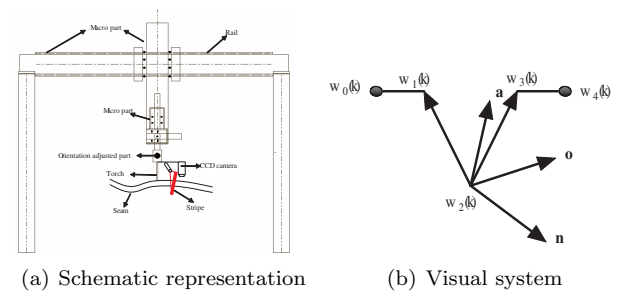 Macro part
Rail
Micro part
Orientation adjusted part
CCD camera
Torch
Seam
Stripe
(a) Schematic representation
w0(k)
w1(k)
a
w3(k)
w4(k)
o
w2(k)
n
(b) Visual system